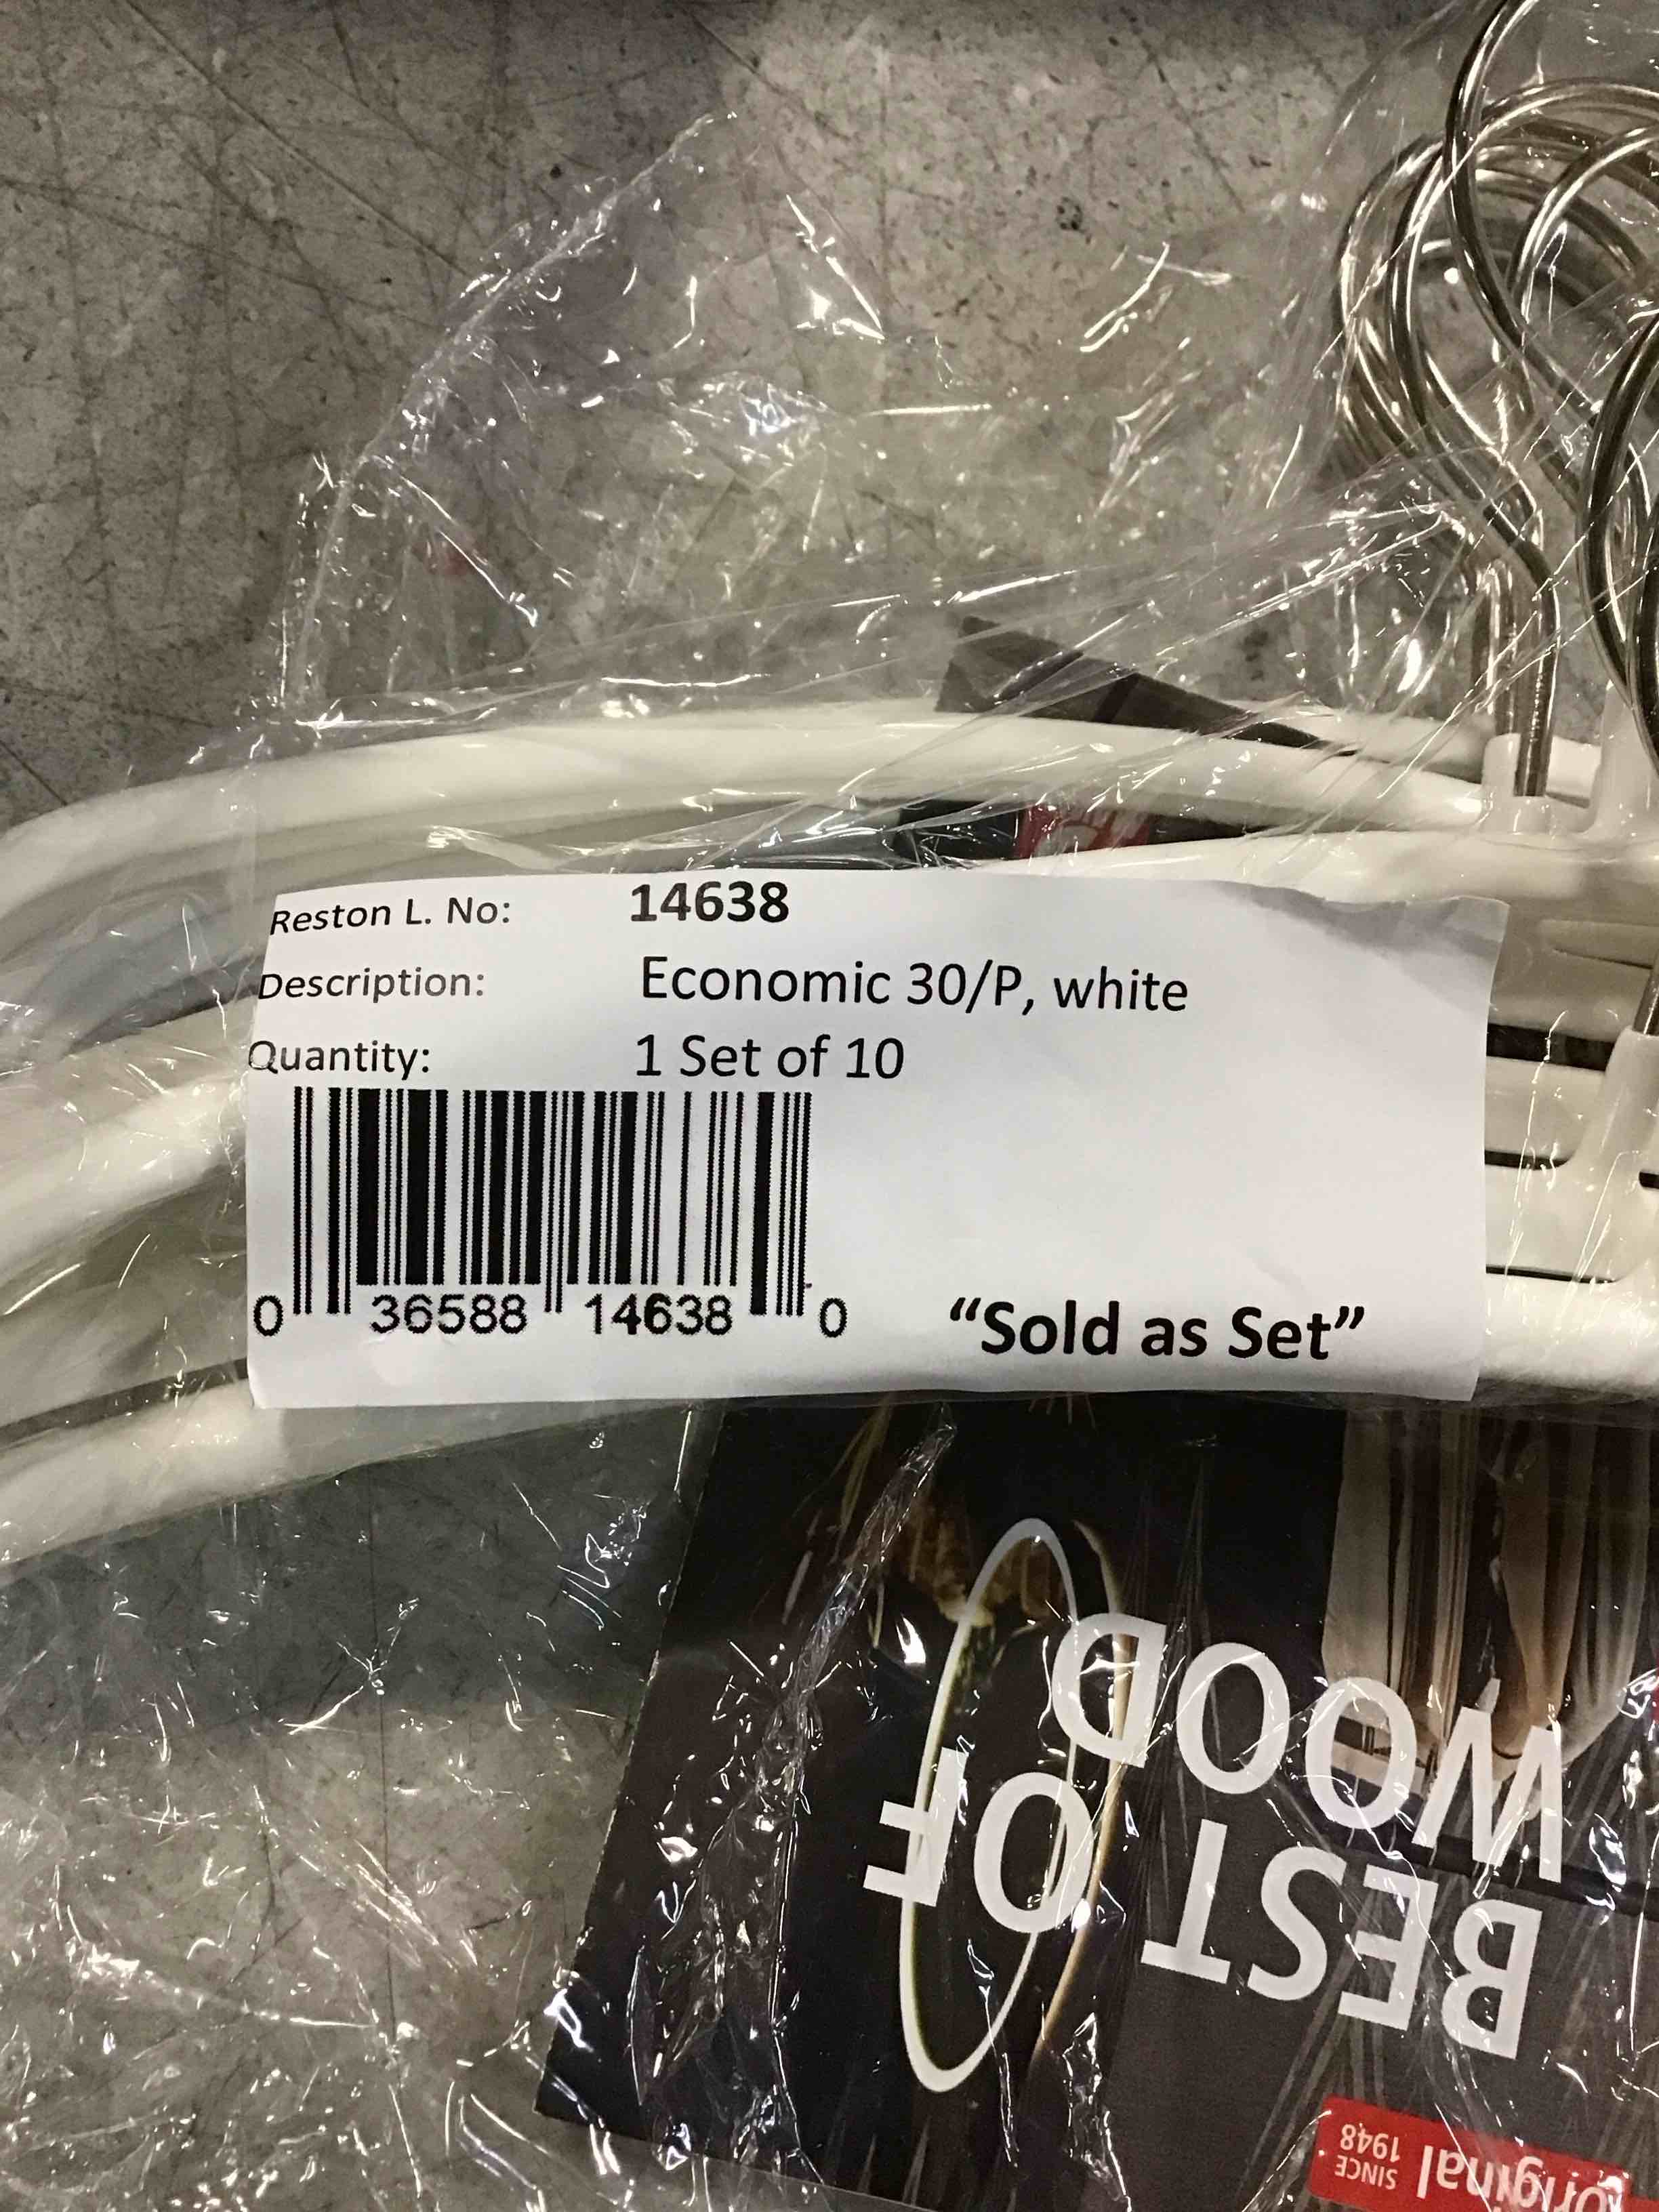 Reston L. No: 14638
Description: Economic 30/P, white
Quantity: 1 Set of 10
0 36588 14638 0
“Sold as Set”
BEST
OF
WOOD
original
SINCE
1948